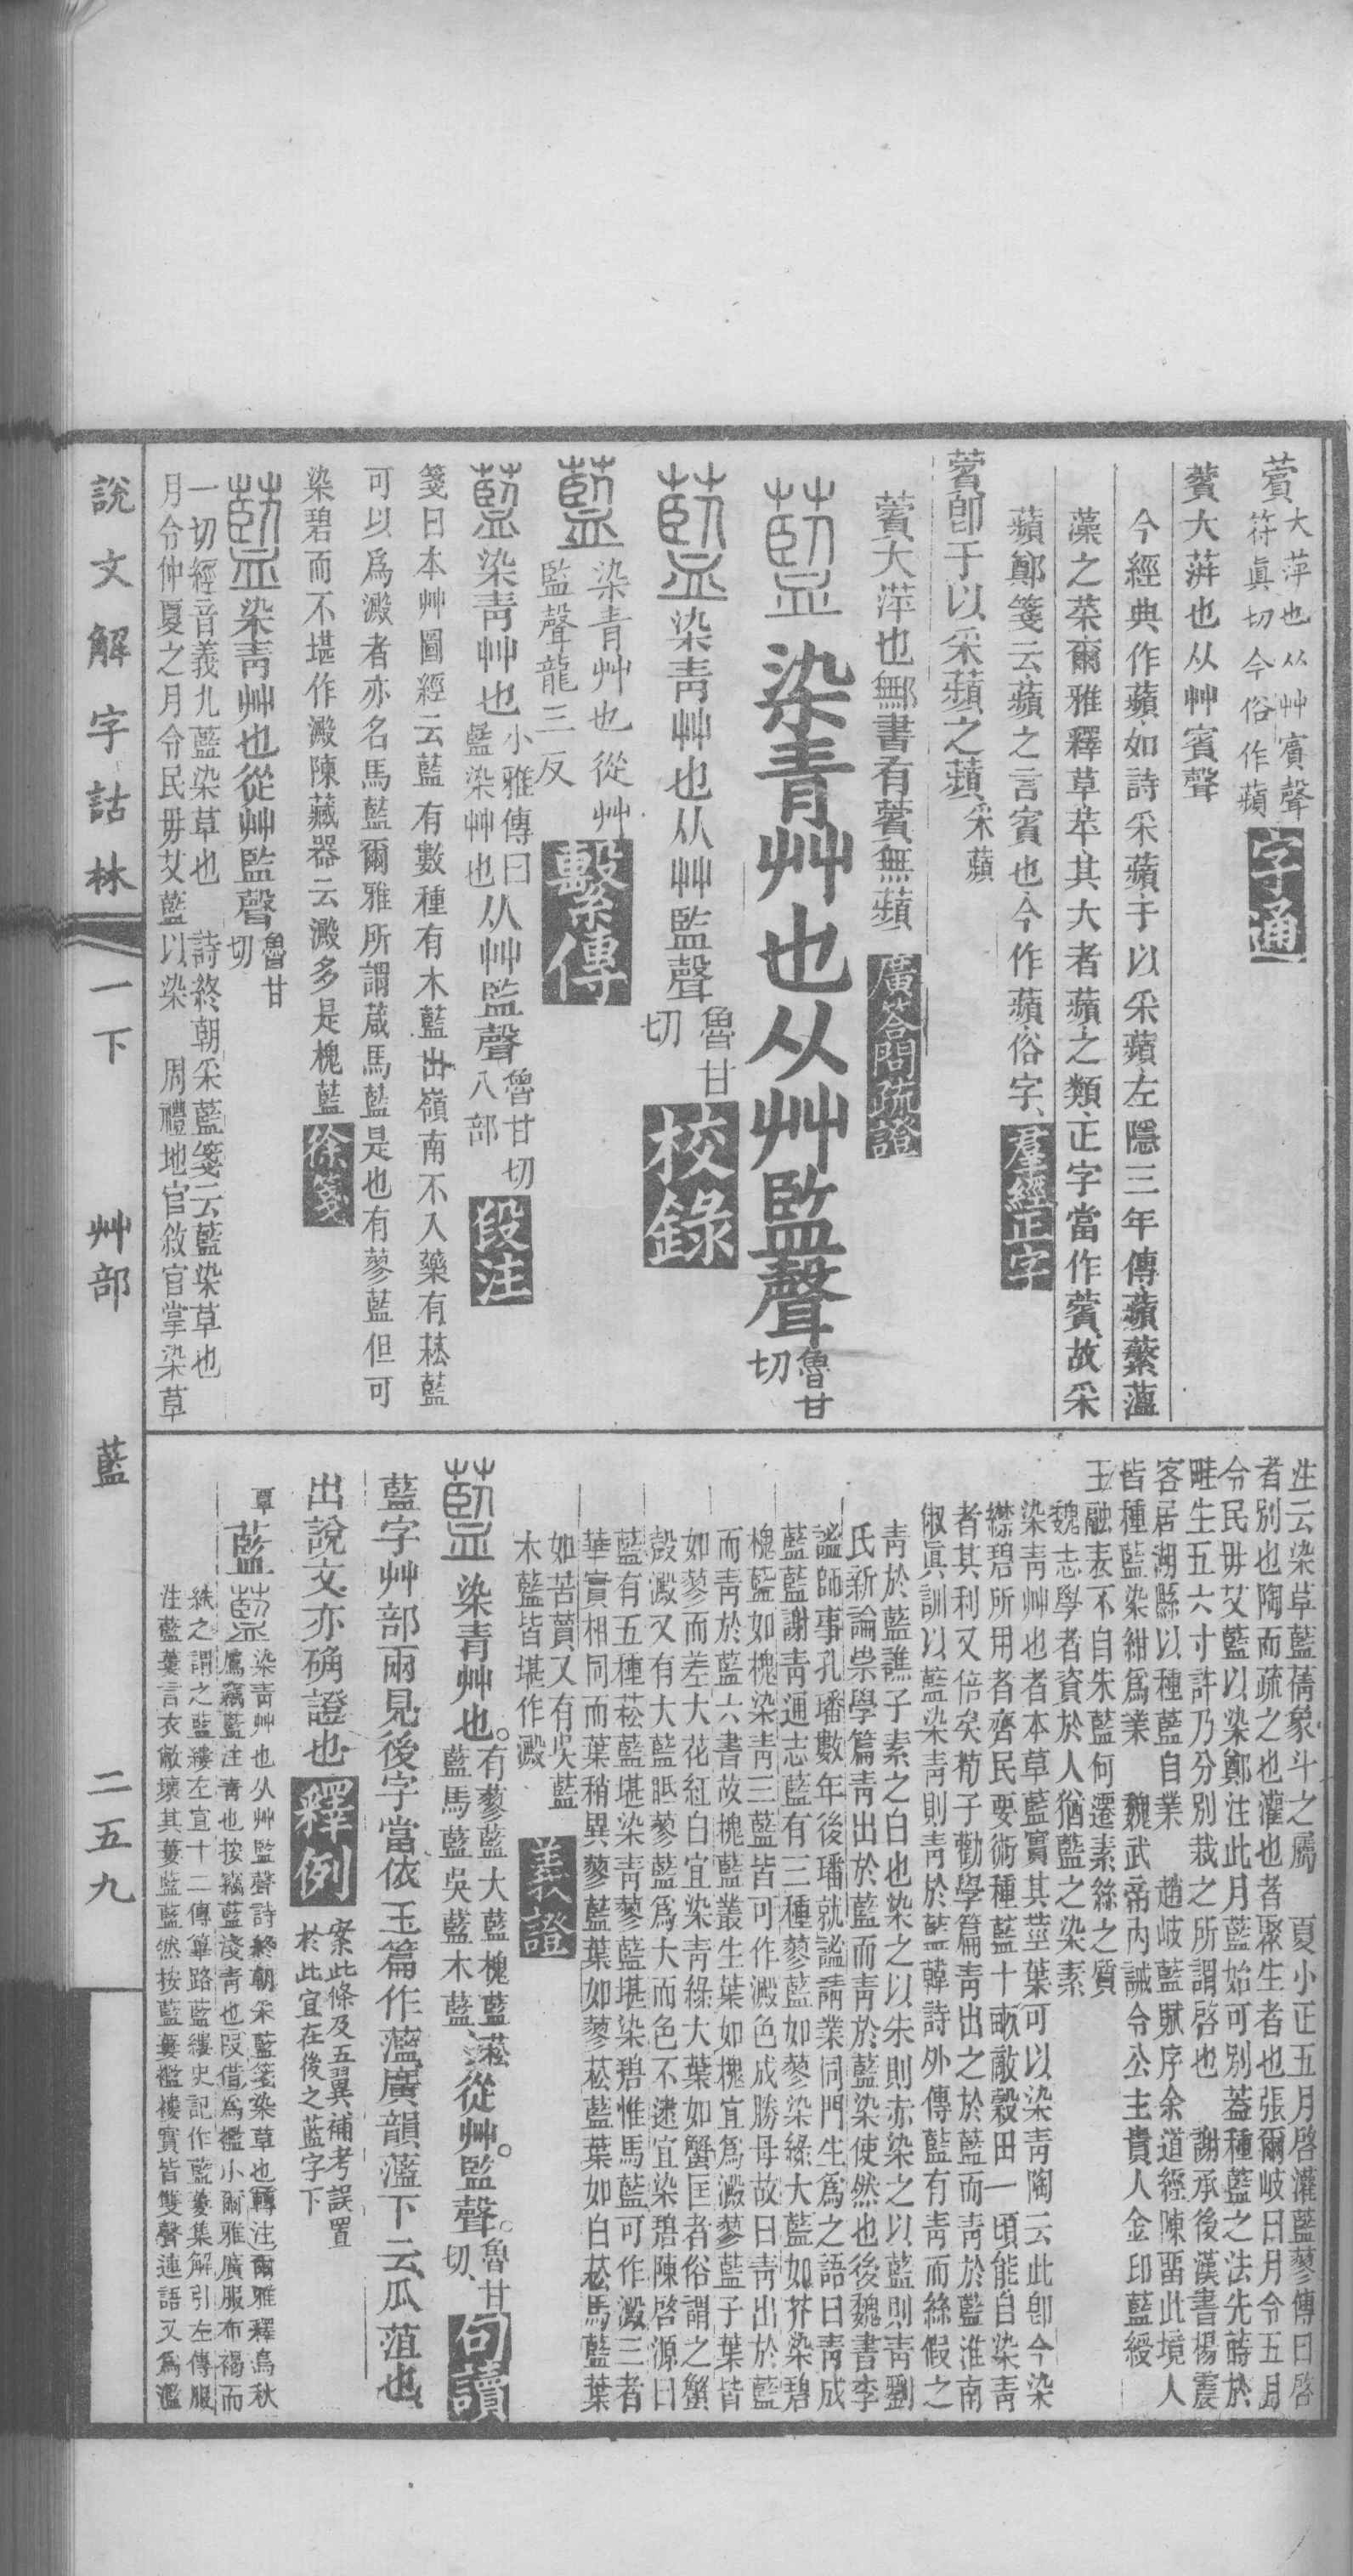 薲大萍也从艸賓聲
符眞切今俗作蘋
字通
薲大蓱也从艸賓聲
今經典作蘋如詩采蘋于以采蘋左隱三年傳蘋蘩薀
藻之菜爾雅釋草苹其大者蘋之類正字當作薲故采
蘋鄭箋云蘋之言賓也今作蘋俗字
羣經正字
薲卽于以采蘋之蘋
采蘋
薲大萍也鄦書有薲無蘋
廣荅問疏證
藍染青艸也从艸監聲
魯甘
切
藍染靑艸也从艸監聲
魯甘
切
校錄
藍染青艸也從艸
監聲龍三反
繫傳
藍染靑艸也
小雅傳曰
藍染艸也
从艸監聲
魯甘切
八部
段注
箋曰本艸圖經云藍有數種有木藍出嶺南不入藥有菘藍
可以爲澱者亦名馬藍爾雅所謂葴馬藍是也有蓼藍但可
染碧而不堪作澱陳藏器云澱多是槐藍
徐箋
藍染靑艸也從艸監聲
魯甘
切
一切經音義九藍染草也 詩終朝采藍箋云藍染草也
月令仲夏之月令民毋艾藍以染 周禮地官敘官掌染草
注云染草藍蒨象斗之屬 夏小正五月啓灌藍蓼傳曰啓
者別也陶而疏之也灌也者聚生者也張爾岐曰月令五月
令民毋艾藍以染鄭注此月藍始可別蓋種藍之法先蒔於
畦生五六寸許乃分別栽之所謂啓也 謝承後漢書楊震
客居湖縣以種藍自業 趙岐藍賦序余道經陳畱此境人
皆種藍染紺爲業 魏武帝內誡令公主貴人金印藍綬
王融表不自朱藍何遷素絲之質
魏志學者資於人猶藍之染素
染靑艸也者本草藍實其莖葉可以染靑陶云此卽今染
襟碧所用者齊民要術種藍十畝敵穀田一頃能自染靑
者其利又倍矣荀子勸學篇靑出之於藍而靑於藍淮南
俶眞訓以藍染靑則靑於藍韓詩外傳藍有靑而絲假之
靑於藍譙子素之白也染之以朱則赤染之以藍則靑劉
氏新論崇學篇靑出於藍而靑於藍染使然也後魏書李
謐師事孔璠數年後璠就謐請業同門生爲之語曰靑成
藍藍謝靑通志藍有三種蓼藍如蓼染綠大藍如芥染碧
槐藍如槐染靑三藍皆可作澱色成勝母故曰靑出於藍
而靑於藍六書故槐藍叢生葉如槐宜爲澱蓼藍子葉皆
如蓼而差大花紅白宜染靑綠大葉如蟹匡者俗謂之蟹
殼澱又有大藍眡蓼藍爲大而色不逮宜染碧陳啓源曰
藍有五種菘藍堪染靑蓼藍堪染碧惟馬藍可作澱三者
華實相同而葉稍異蓼藍葉如蓼菘藍葉如白菘馬藍葉
如苦蕒又有吳藍
木藍皆堪作澱
義證
藍染青艸也。
有蓼藍大藍槐藍菘
藍馬藍吳藍木藍
從艸。監聲。
魯甘
切
句讀
藍字艸部兩見後字當依玉篇作蘫廣韻蘫下云瓜菹也
出說文亦确證也
釋例
案此條及五翼補考誤置
於此宜在後之藍字下
覃藍
藍染青艸也从艸監聲詩終朝采藍箋染草也轉注爾雅釋鳥秋
鳸竊藍注青也按竊藍淺青也叚借爲襤小爾雅廣服布褐而
紩之謂之藍縷左宣十二傳篳路藍縷史記作藍蔞集解引左傳服
注藍蔞言衣敝壞其蔞藍藍然按藍蔞襤褸實皆雙聲連語又爲濫
說文解字詁林
一下
艸部
藍
二五九